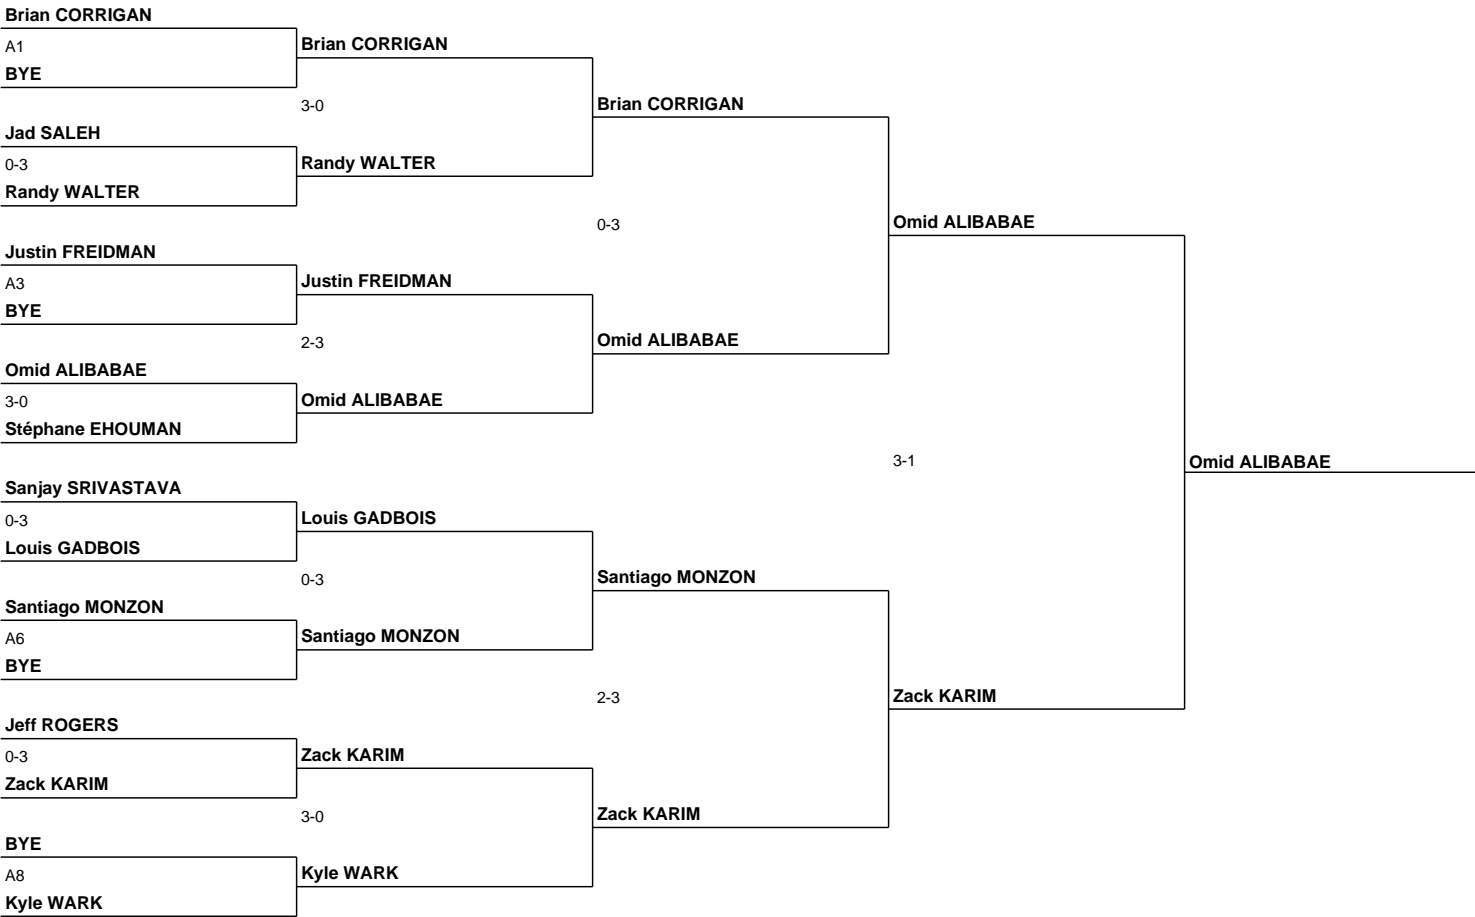 Brian CORRIGAN
A1
BYE
Jad SALEH
0-3
Randy WALTER
Justin FREIDMAN
A3
BYE
Omid ALIBABAE
3-0
Stéphane EHOUMAN
Sanjay SRIVASTAVA
0-3
Louis GADBOIS
Santiago MONZON
A6
BYE
Jeff ROGERS
0-3
Zack KARIM
BYE
A8
Kyle WARK
Brian CORRIGAN
3-0
Randy WALTER
Justin FREIDMAN
2-3
Omid ALIBABAE
Louis GADBOIS
0-3
Santiago MONZON
Zack KARIM
3-0
Kyle WARK
Brian CORRIGAN
0-3
Omid ALIBABAE
Santiago MONZON
2-3
Zack KARIM
Omid ALIBABAE
3-1
Zack KARIM
Omid ALIBABAE